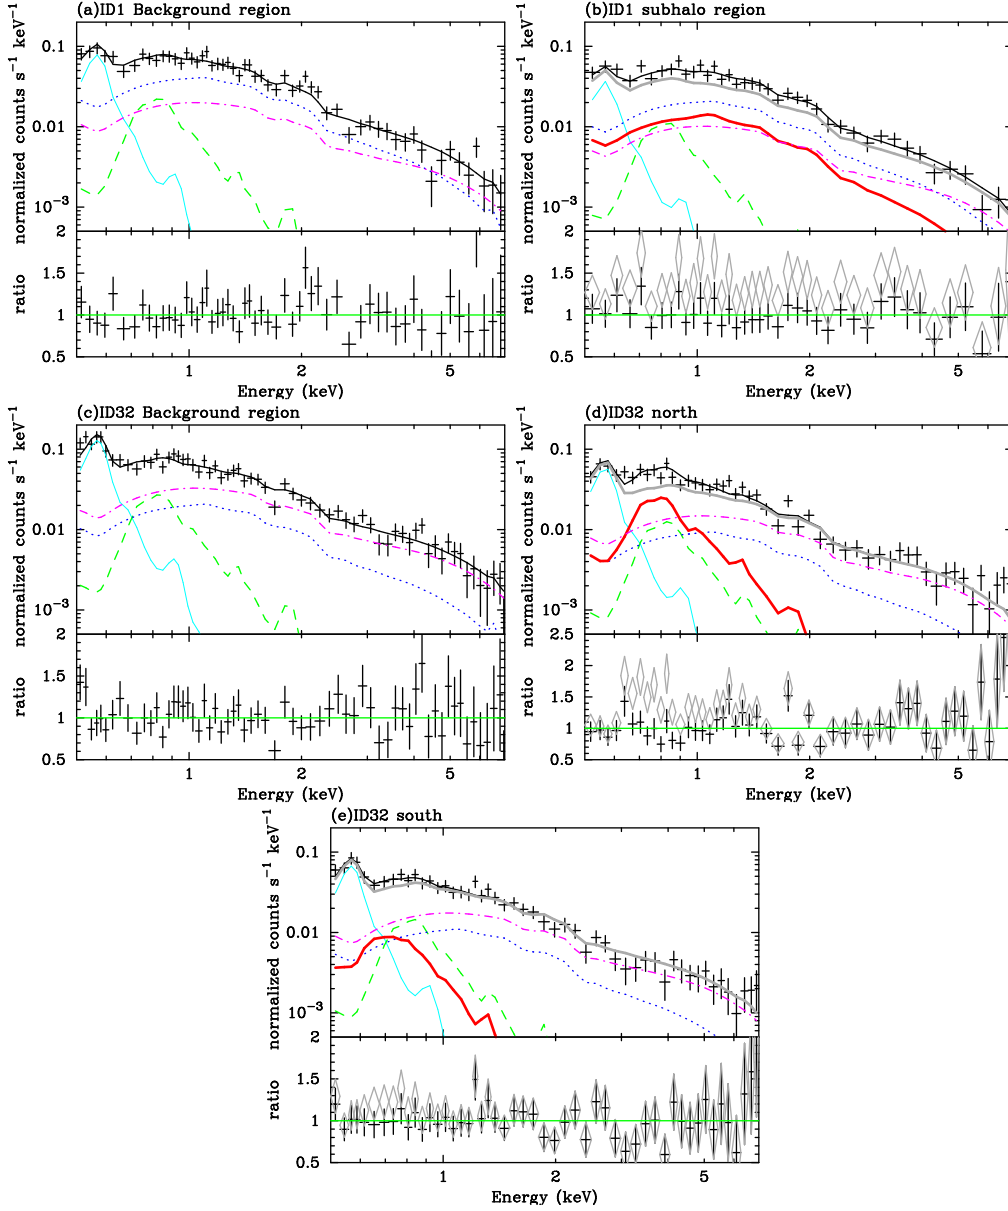 (a)ID1 Background region
normalized counts s⁻¹ keV⁻¹
0.1
0.01
10⁻³
2
1.5
1
0.5
ratio
1
2
5
Energy (keV)
(b)ID1 subhalo region
normalized counts s⁻¹ keV⁻¹
0.1
0.01
10⁻³
2
1.5
1
0.5
ratio
1
2
5
Energy (keV)
(c)ID32 Background region
normalized counts s⁻¹ keV⁻¹
0.1
0.01
10⁻³
2
1.5
1
0.5
ratio
1
2
5
Energy (keV)
(d)ID32 north
normalized counts s⁻¹ keV⁻¹
0.1
0.01
10⁻³
2.5
2
1.5
1
0.5
ratio
1
2
5
Energy (keV)
(e)ID32 south
normalized counts s⁻¹ keV⁻¹
0.1
0.01
10⁻³
2
1.5
1
0.5
ratio
1
2
5
Energy (keV)